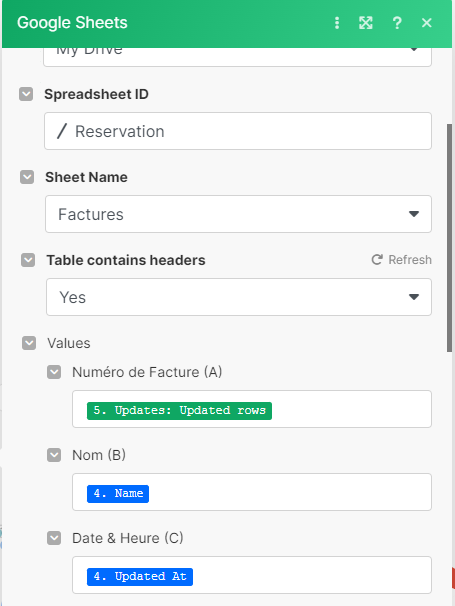 Google Sheets
My Drive
Spreadsheet ID
/ Reservation
Sheet Name
Factures
Table contains headers Refresh
Yes
Values
Numéro de Facture (A)
5. Updates: Updated rows
Nom (B)
4. Name
Date & Heure (C)
4. Updated At